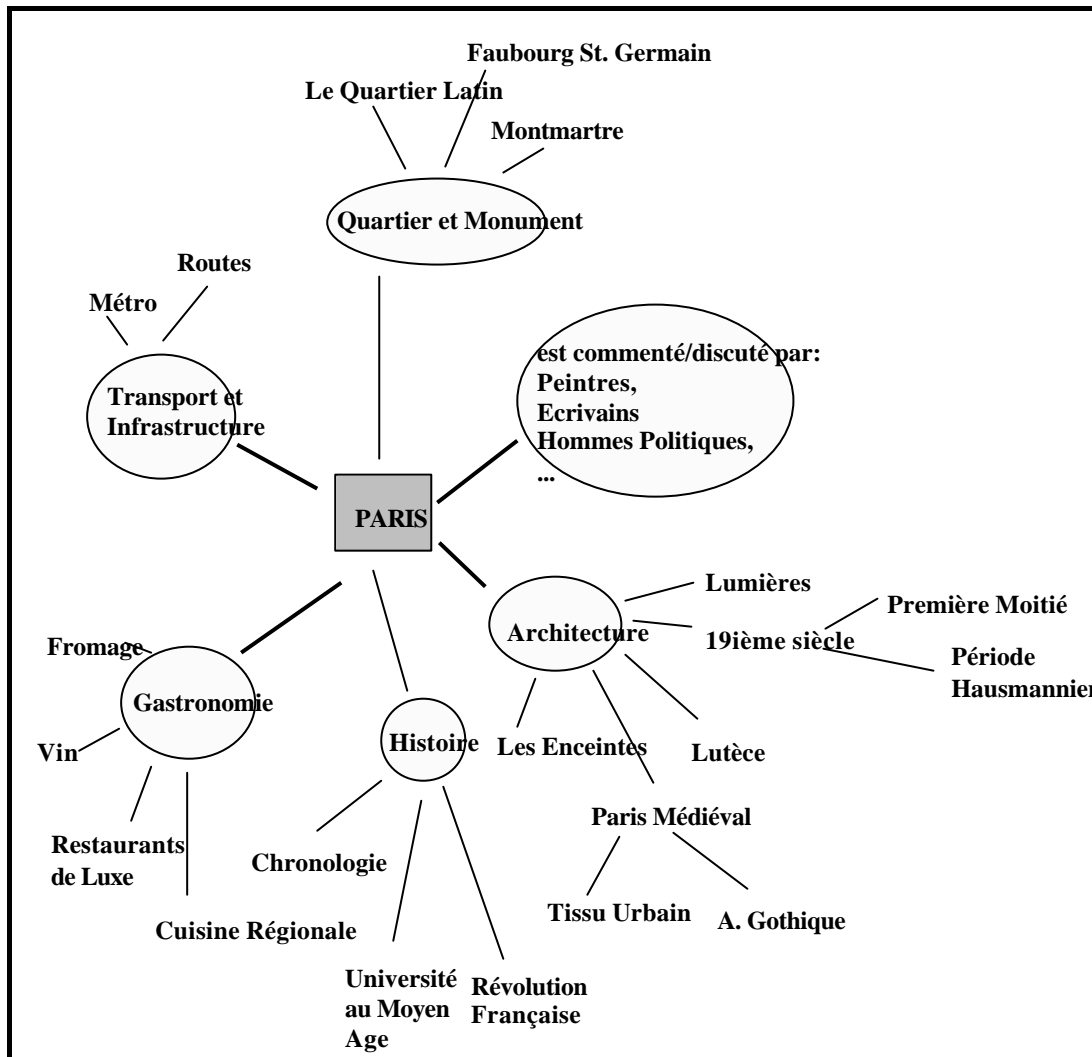 Faubourg St. Germain
Le Quartier Latin
Montmartre
Quartier et Monument
Routes
Métro
Transport et
Infrastructure
est commenté/discuté par:
Peintres,
Ecrivains
Hommes Politiques,
...
PARIS
Lumières
Première Moitié
Architecture
19ième siècle
Période
Hausmannier
Fromage
Gastronomie
Histoire
Les Enceintes
Lutèce
Vin
Restaurants
de Luxe
Chronologie
Paris Médiéval
Cuisine Régionale
Tissu Urbain
A. Gothique
Université
au Moyen
Age
Révolution
Française